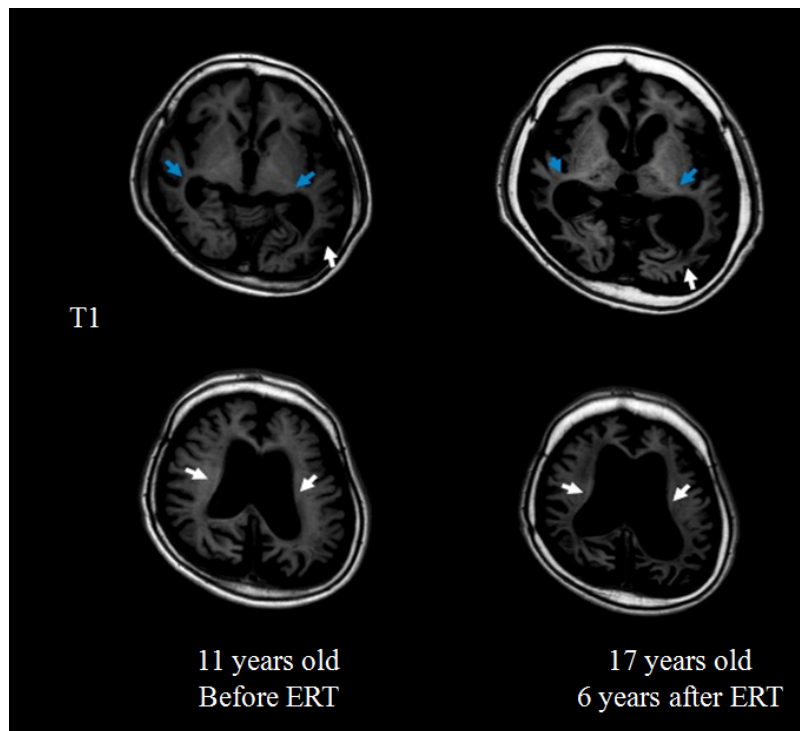 T1
11 years old
Before ERT
17 years old
6 years after ERT